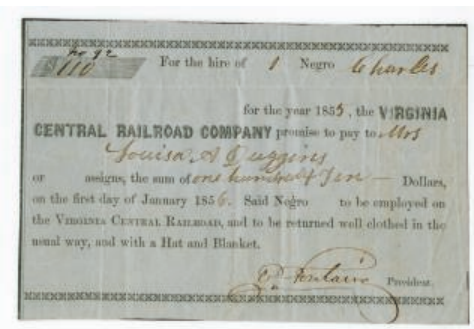 No 92
$110 For the hire of 1 Negro Charles
for the year 1855, the VIRGINIA
CENTRAL RAILROAD COMPANY promise to pay to Mrs
Louisa A Duggins
or assigns, the sum of one hundred & Ten — Dollars,
on the first day of January 1856. Said Negro to be employed on
the VIRGINIA CENTRAL RAILROAD, and to be returned well clothed in the
usual way, and with a Hat and Blanket.
E. Fontaine President.